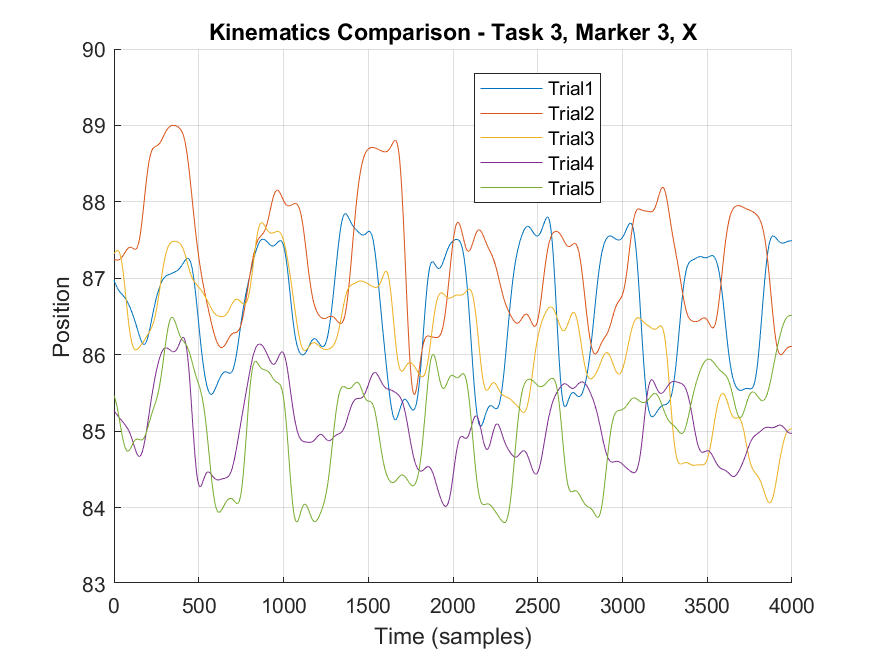 Kinematics Comparison - Task 3, Marker 3, X
90
89
88
87
86
85
84
83
Position
Trial1
Trial2
Trial3
Trial4
Trial5
0 500 1000 1500 2000 2500 3000 3500 4000
Time (samples)